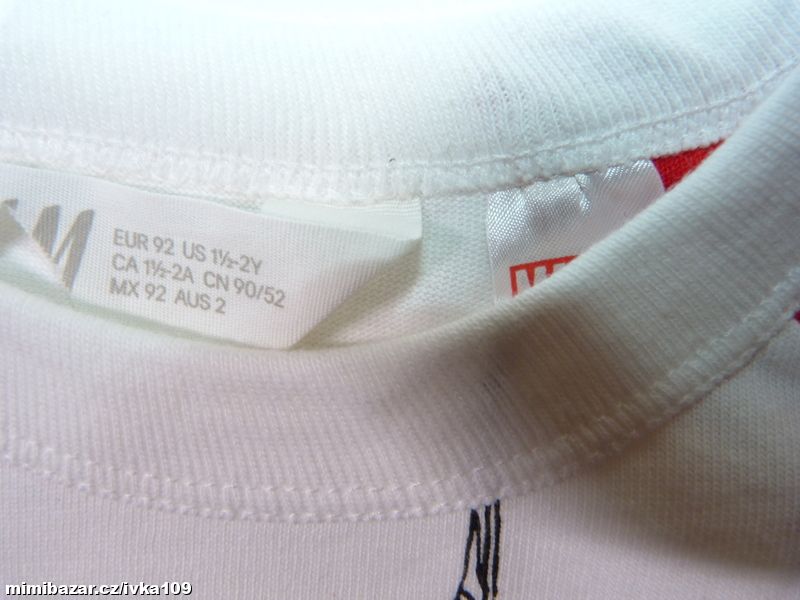 EUR 92 US 1½-2Y
CA 1½-2A CN 90/52
MX 92 AUS 2
mimibazar.cz/ivka109